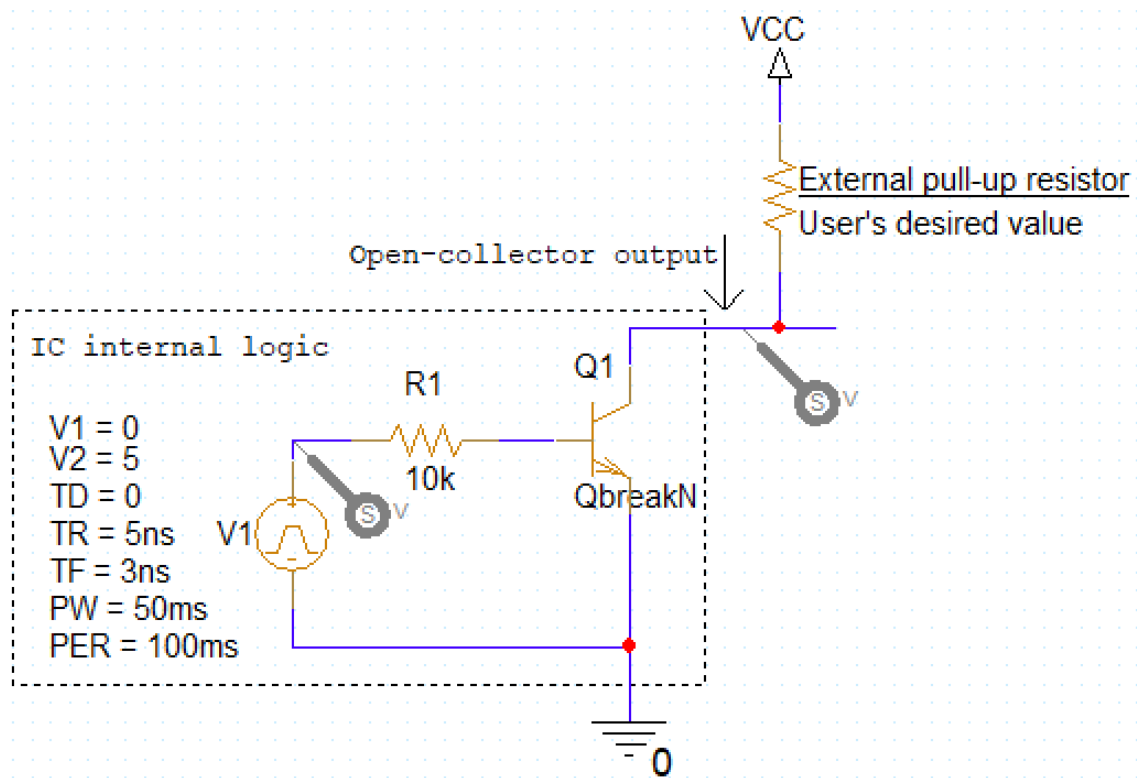 VCC
External pull-up resistor
User's desired value
Open-collector output
IC internal logic
R1
10k
Q1
QbreakN
V1 = 0
V2 = 5
TD = 0
TR = 5ns
TF = 3ns
PW = 50ms
PER = 100ms
V1
S V
S V
0